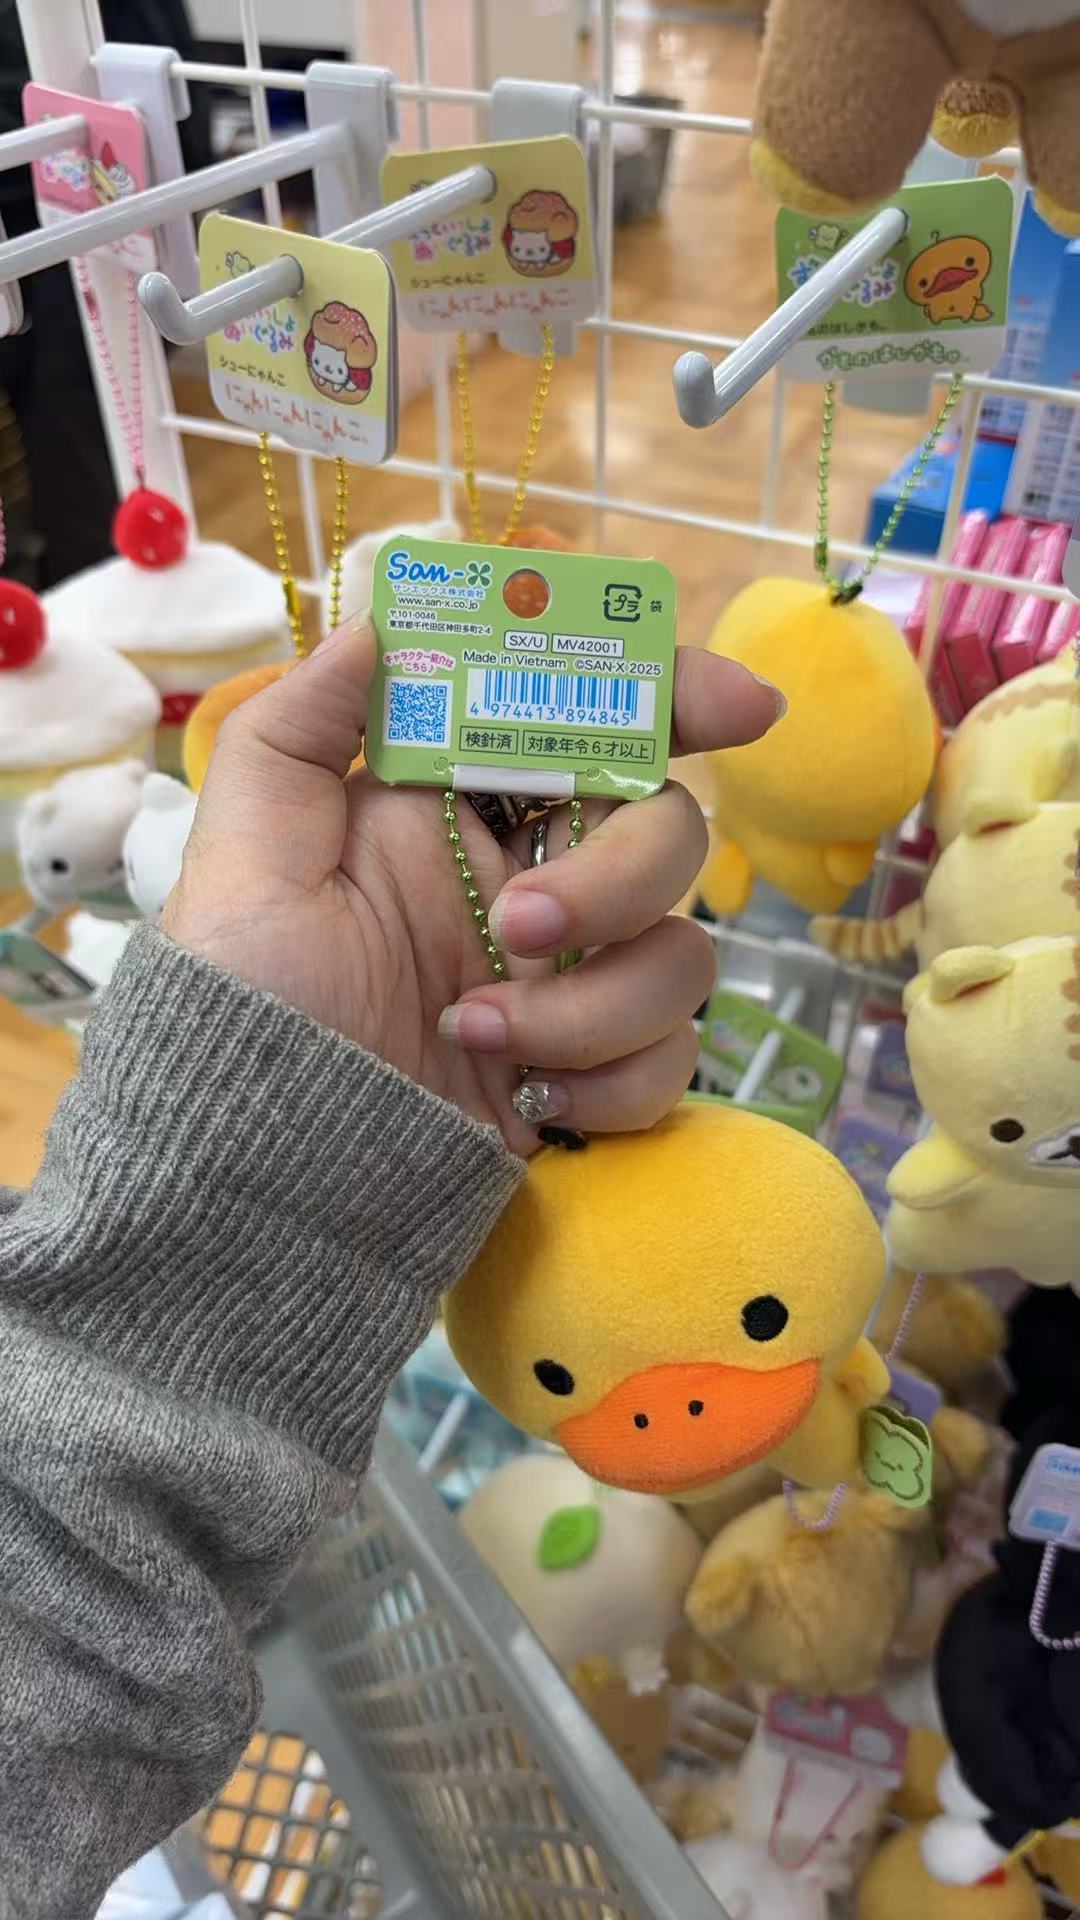 シューにゃんこ
にゃんにゃんにゃんこ。
シューにゃんこ
にゃんにゃんにゃんこ。
かものはしかも。
San-X
サンエックス株式会社
www.san-x.co.jp
〒101-0046
東京都千代田区神田多町2-4
プラ 袋
SX/U MV42001
Made in Vietnam ©SAN-X 2025
キャラクター紹介は
こちら♪
4 974413 894845
検針済 対象年令6才以上